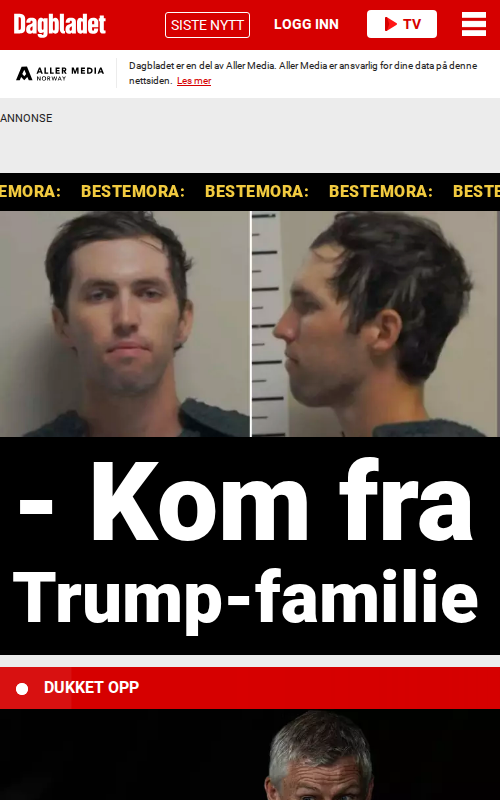 Dagbladet
SISTE NYTT
LOGG INN
TV
ALLER MEDIA
NORWAY
Dagbladet er en del av Aller Media. Aller Media er ansvarlig for dine data på denne
nettsiden. Les mer
ANNONSE
EMORA: BESTEMORA: BESTEMORA: BESTEMORA: BESTE
- Kom fra
Trump-familie
DUKKET OPP